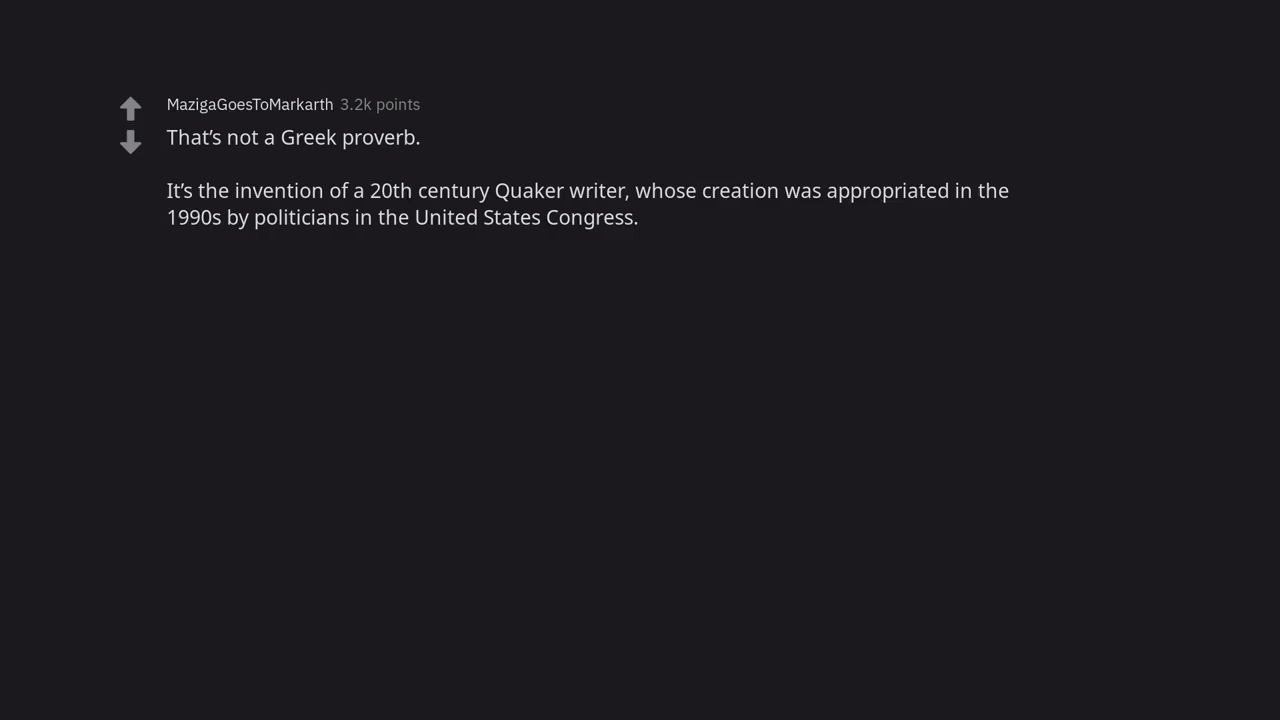 MazigaGoesToMarkarth 3.2k points
That’s not a Greek proverb.
It’s the invention of a 20th century Quaker writer, whose creation was appropriated in the
1990s by politicians in the United States Congress.